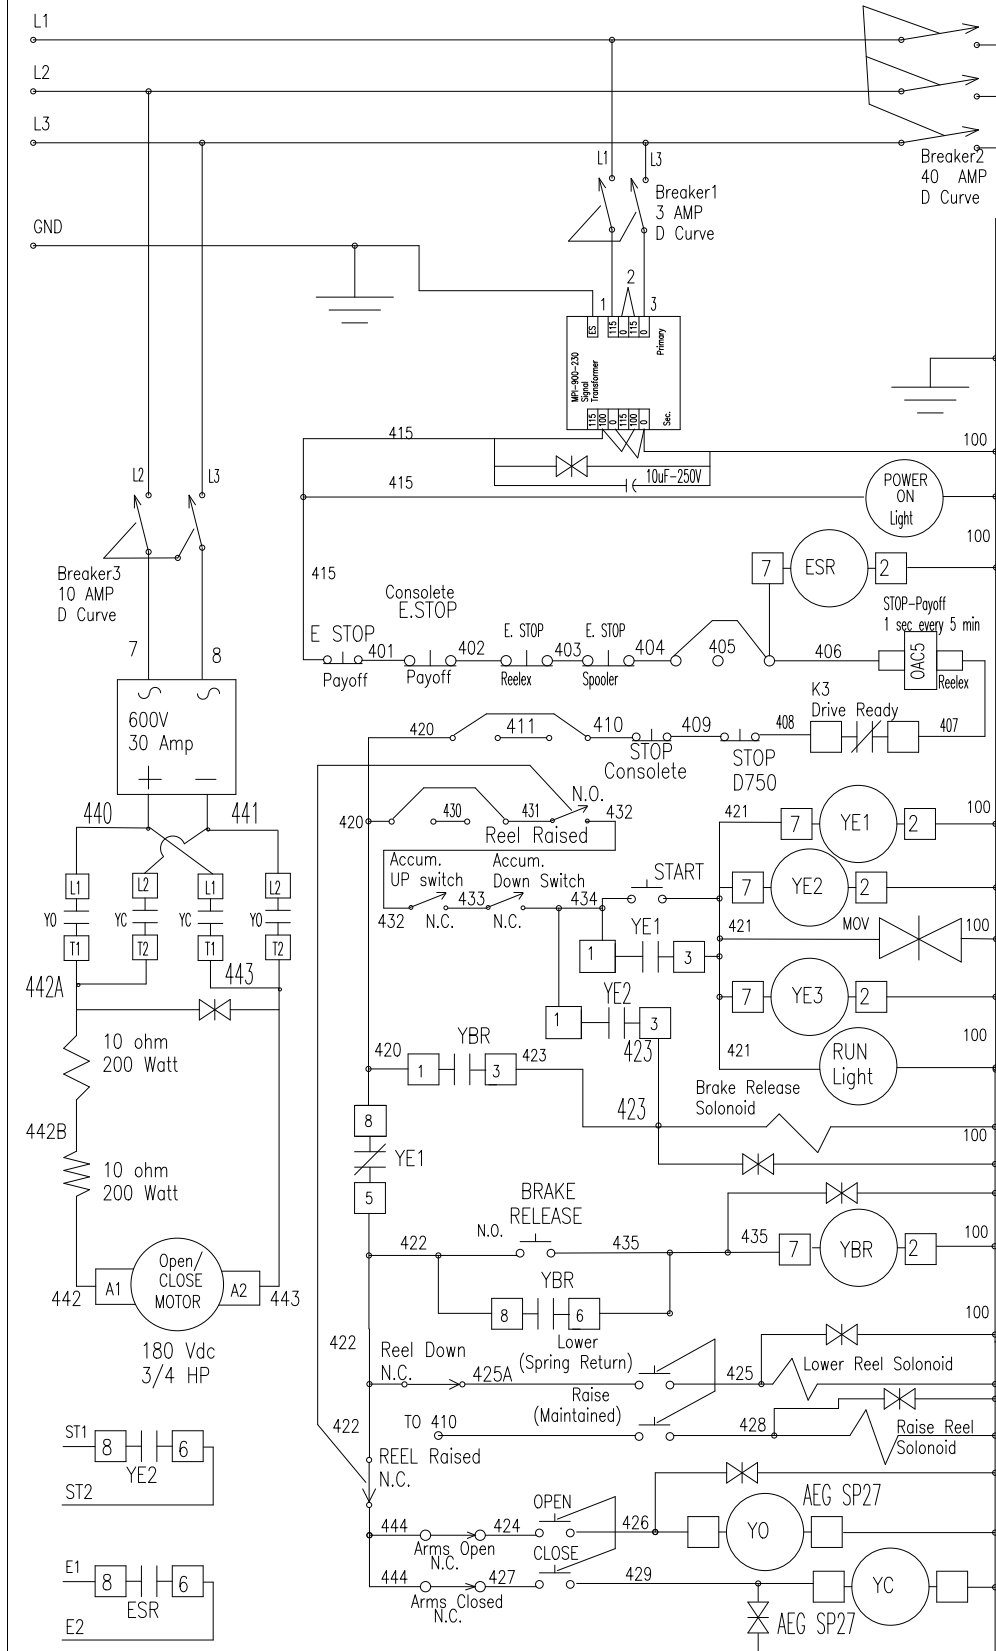 L1
L2
L3
Breaker2
40 AMP
D Curve
L1
L3
Breaker1
3 AMP
D Curve
GND
1
2
3
ES
115
0
115
0
Primary
MPI-900-230
Signal
Transformer
115
100
0
115
100
0
Sec.
415
100
10uF-250V
415
POWER
ON
Light
L2
L3
Breaker3
10 AMP
D Curve
100
7
ESR
2
415
Consolete
E.STOP
STOP-Payoff
1 sec every 5 min
E STOP
401
402
E. STOP
403
E. STOP
404
405
406
OAC5
Payoff
Payoff
Reelex
Spooler
Reelex
7
8
K3
Drive Ready
600V
30 Amp
420
411
410
409
408
407
STOP
Consolete
STOP
D750
440
441
N.O.
420
430
431
432
Reel Raised
421
7
YE1
2
100
Accum.
UP switch
Accum.
Down Switch
START
L1
L2
L1
L2
YO
YC
YC
YO
432
N.C.
433
N.C.
434
7
YE2
2
100
T1
T2
T1
T2
YE1
421
MOV
100
1
3
442A
443
YE2
7
YE3
2
1
3
10 ohm
200 Watt
420
YBR
423
423
421
RUN
Light
100
1
3
Brake Release
Solonoid
423
442B
8
YE1
5
100
10 ohm
200 Watt
BRAKE
RELEASE
N.O.
422
435
435
7
YBR
2
100
Open/
CLOSE
MOTOR
A1
A2
442
443
YBR
8
6
180 Vdc
3/4 HP
422
Reel Down
N.C.
425A
Lower
(Spring Return)
425
Lower Reel Solonoid
100
Raise
(Maintained)
422
TO 410
428
Raise Reel
Solonoid
ST1
8
6
YE2
ST2
REEL Raised
N.C.
AEG SP27
OPEN
444
424
426
YO
Arms Open
N.C.
CLOSE
E1
8
6
ESR
E2
444
427
429
YC
Arms Closed
N.C.
AEG SP27